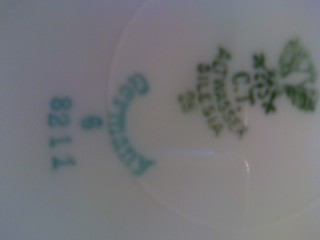 C.T.
ALTWASSER
SILESIA
Germany
6
8211